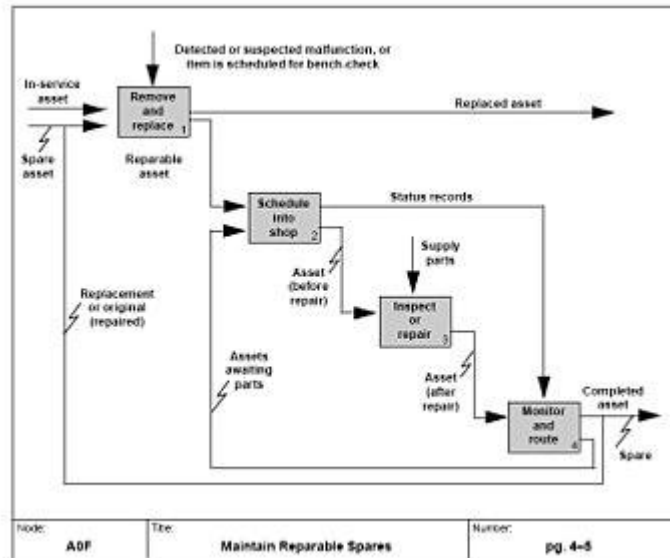 Detected or suspected malfunction, or
item is scheduled for bench-check
In-service
asset
Remove
and
replace
1
Replaced asset
Spare
asset
Reparable
asset
Schedule
into
shop
2
Status records
Supply
parts
Asset
(before
repair)
Replacement
or original
(repaired)
Inspect
or
repair
3
Assets
awaiting
parts
Asset
(after
repair)
Monitor
and
route
4
Completed
asset
Spare
Node:
A0F
Title:
Maintain Reparable Spares
Number:
pg. 4–5